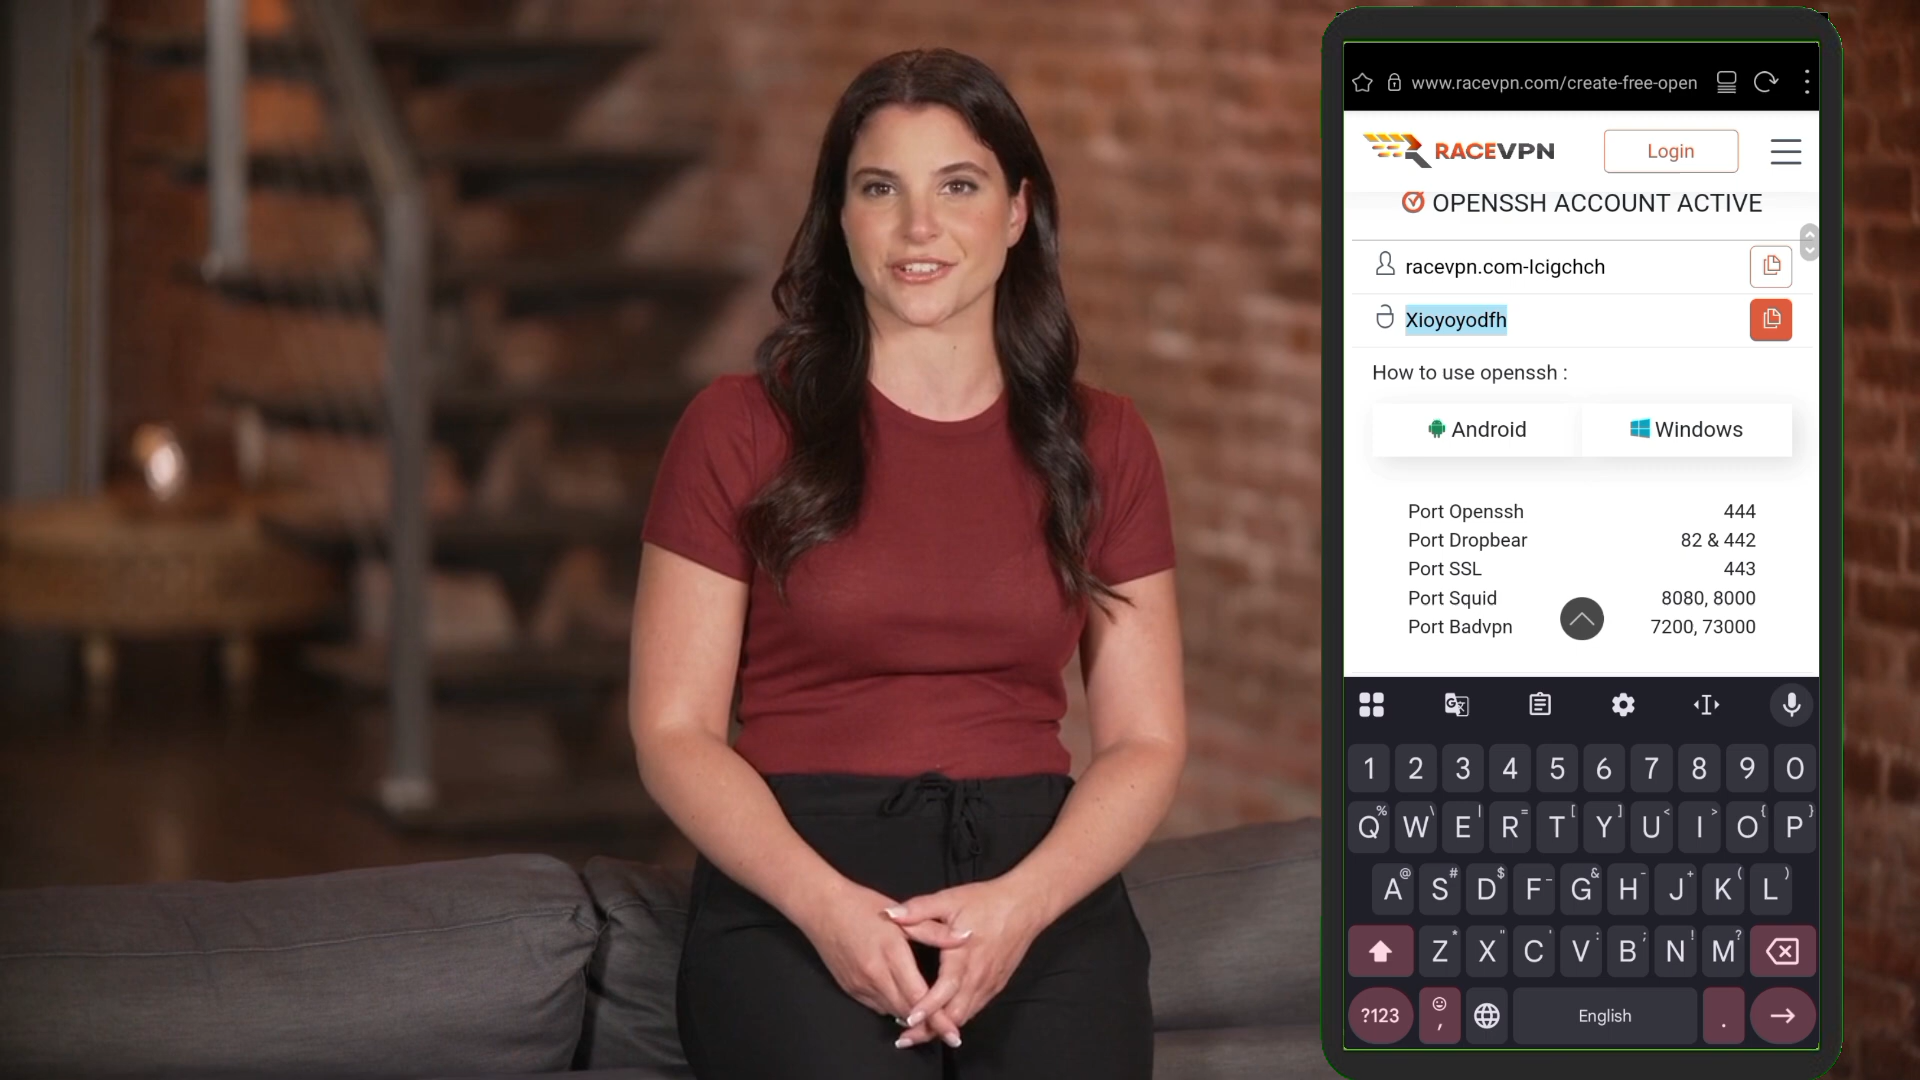 www.racevpn.com/create-free-open
RACEVPN
Login
OPENSSH ACCOUNT ACTIVE
racevpn.com-Icigchch
Xioyoyodfh
How to use openssh :
Android
Windows
Port Openssh 444
Port Dropbear 82 & 442
Port SSL 443
Port Squid 8080, 8000
Port Badvpn 7200, 73000
1 2 3 4 5 6 7 8 9 0
Q% W\ E| R= T[ Y] U< I> O{ P}
A@ S# D$ F_ G& H- J+ K( L)
Z* X" C' V: B; N! M?
?123 , English .